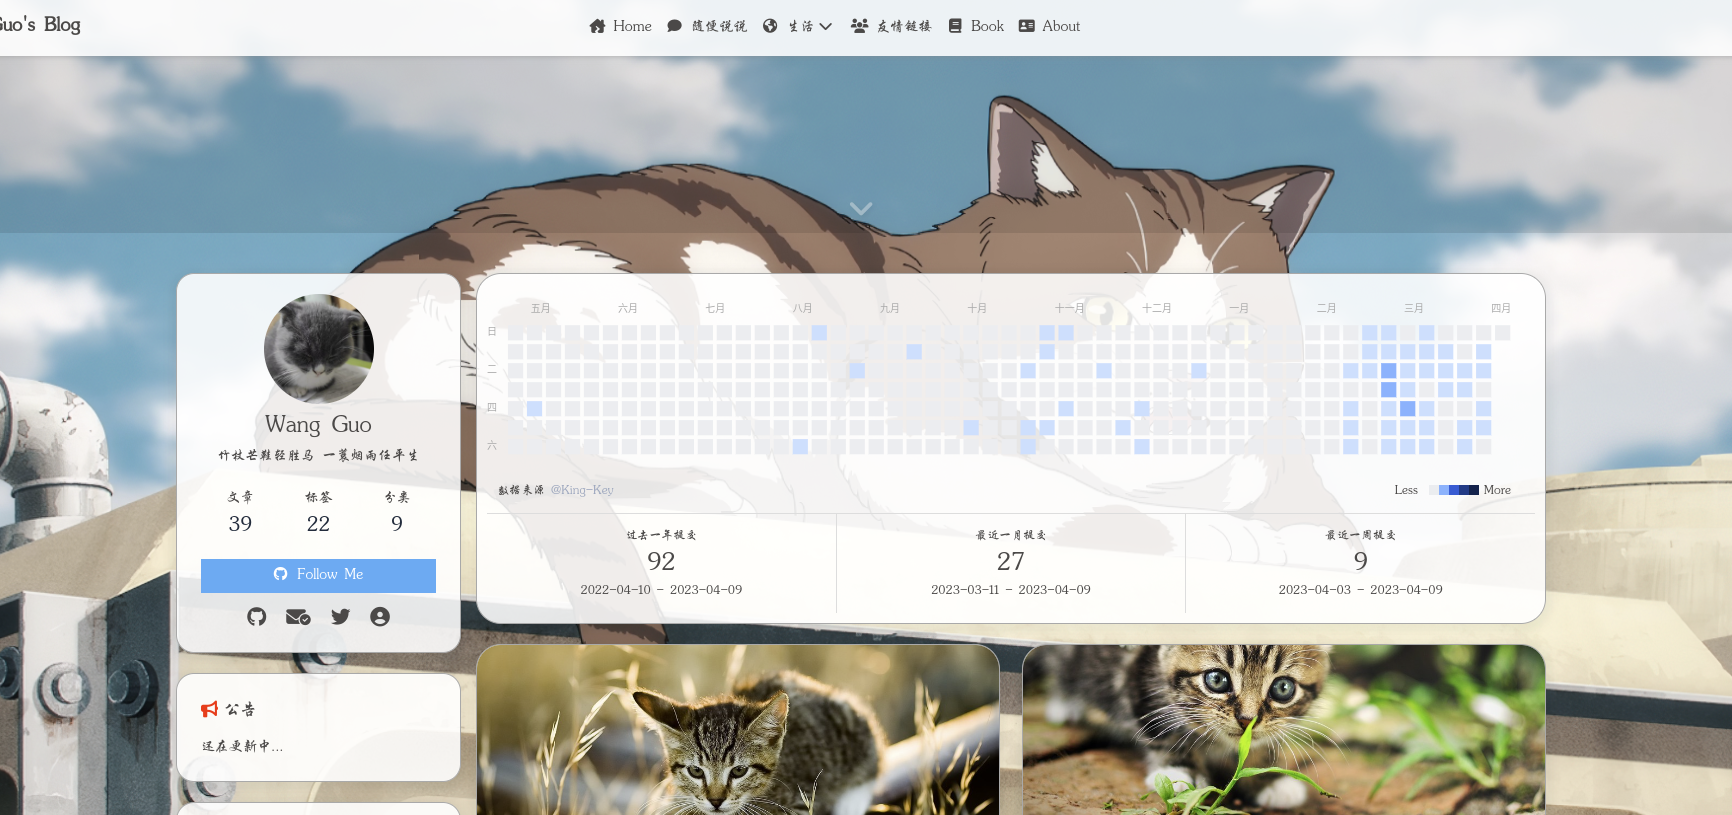 Guo's Blog
Home 随便说说 生活 友情链接 Book About
Wang Guo
竹杖芒鞋轻胜马 一蓑烟雨任平生
文章 标签 分类
39 22 9
Follow Me
公告
还在更新中...
五月 六月 七月 八月 九月 十月 十一月 十二月 一月 二月 三月 四月
日
二
四
六
数据来源 @King-Key
Less More
过去一年提交
92
2022-04-10 - 2023-04-09
最近一月提交
27
2023-03-11 - 2023-04-09
最近一周提交
9
2023-04-03 - 2023-04-09